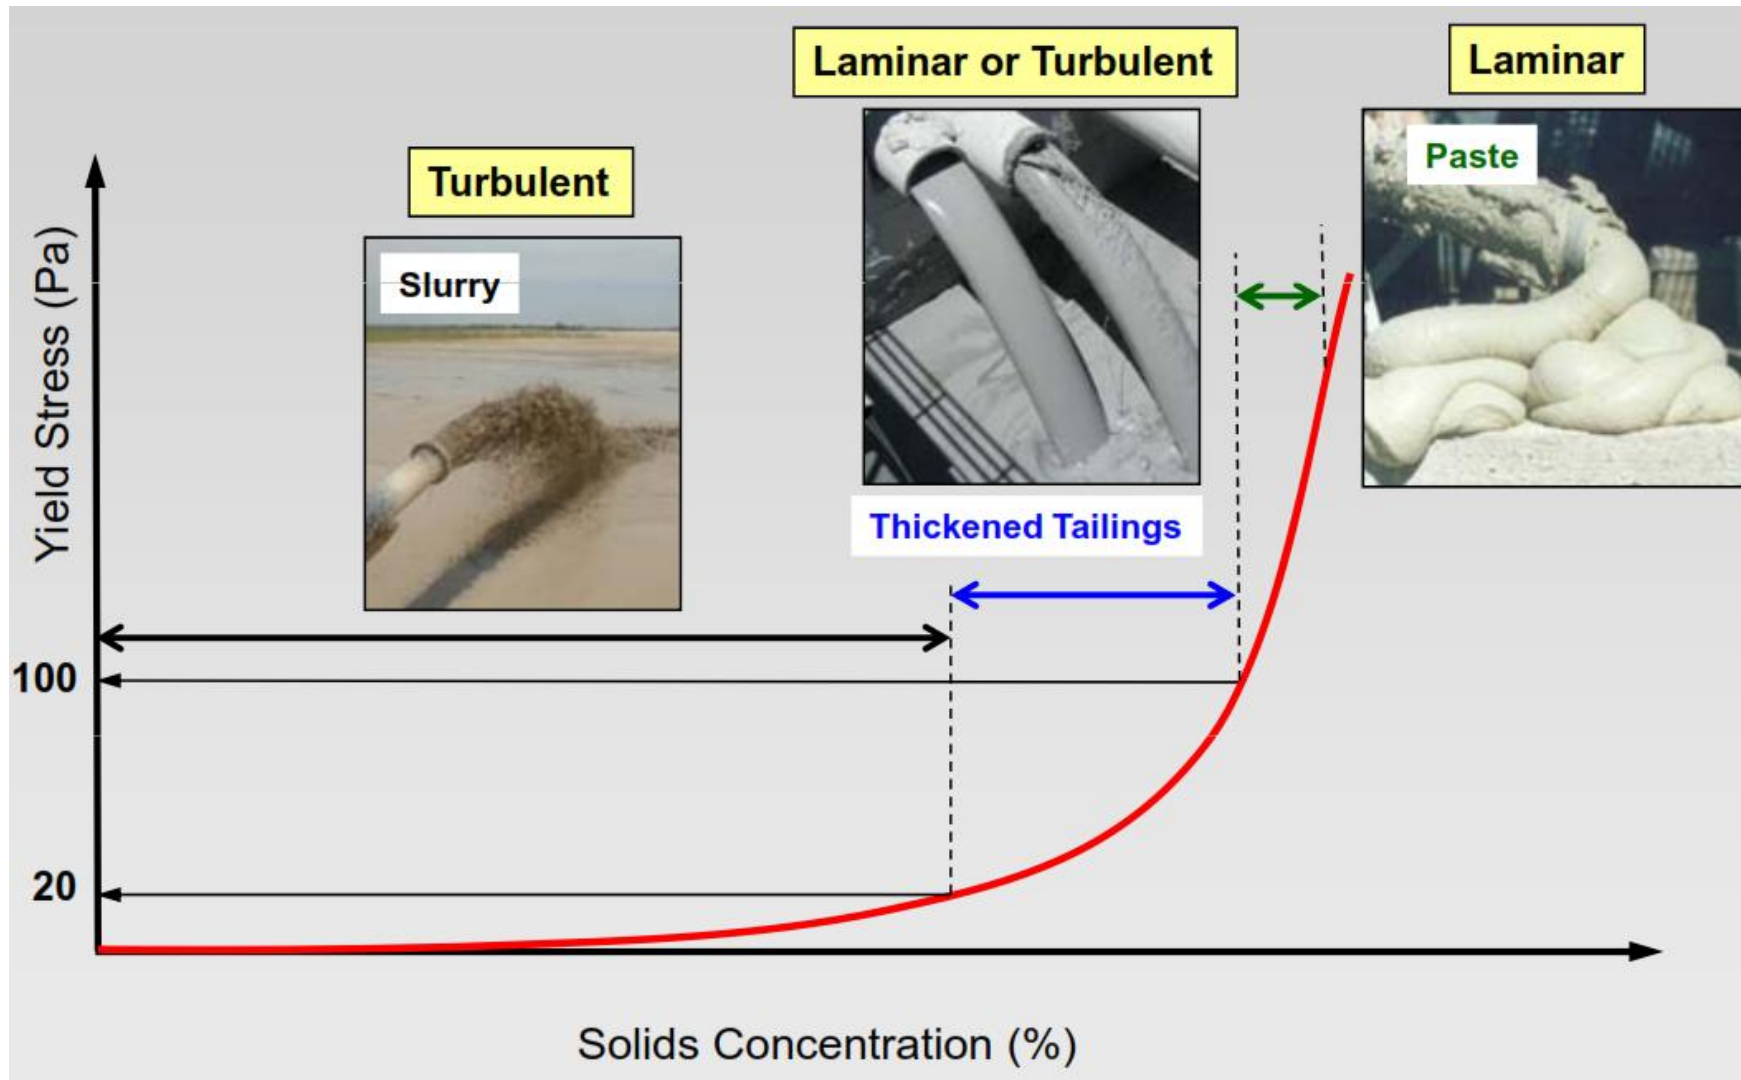 Laminar or Turbulent
Laminar
Turbulent
Paste
Slurry
Yield Stress (Pa)
Thickened Tailings
100
20
Solids Concentration (%)